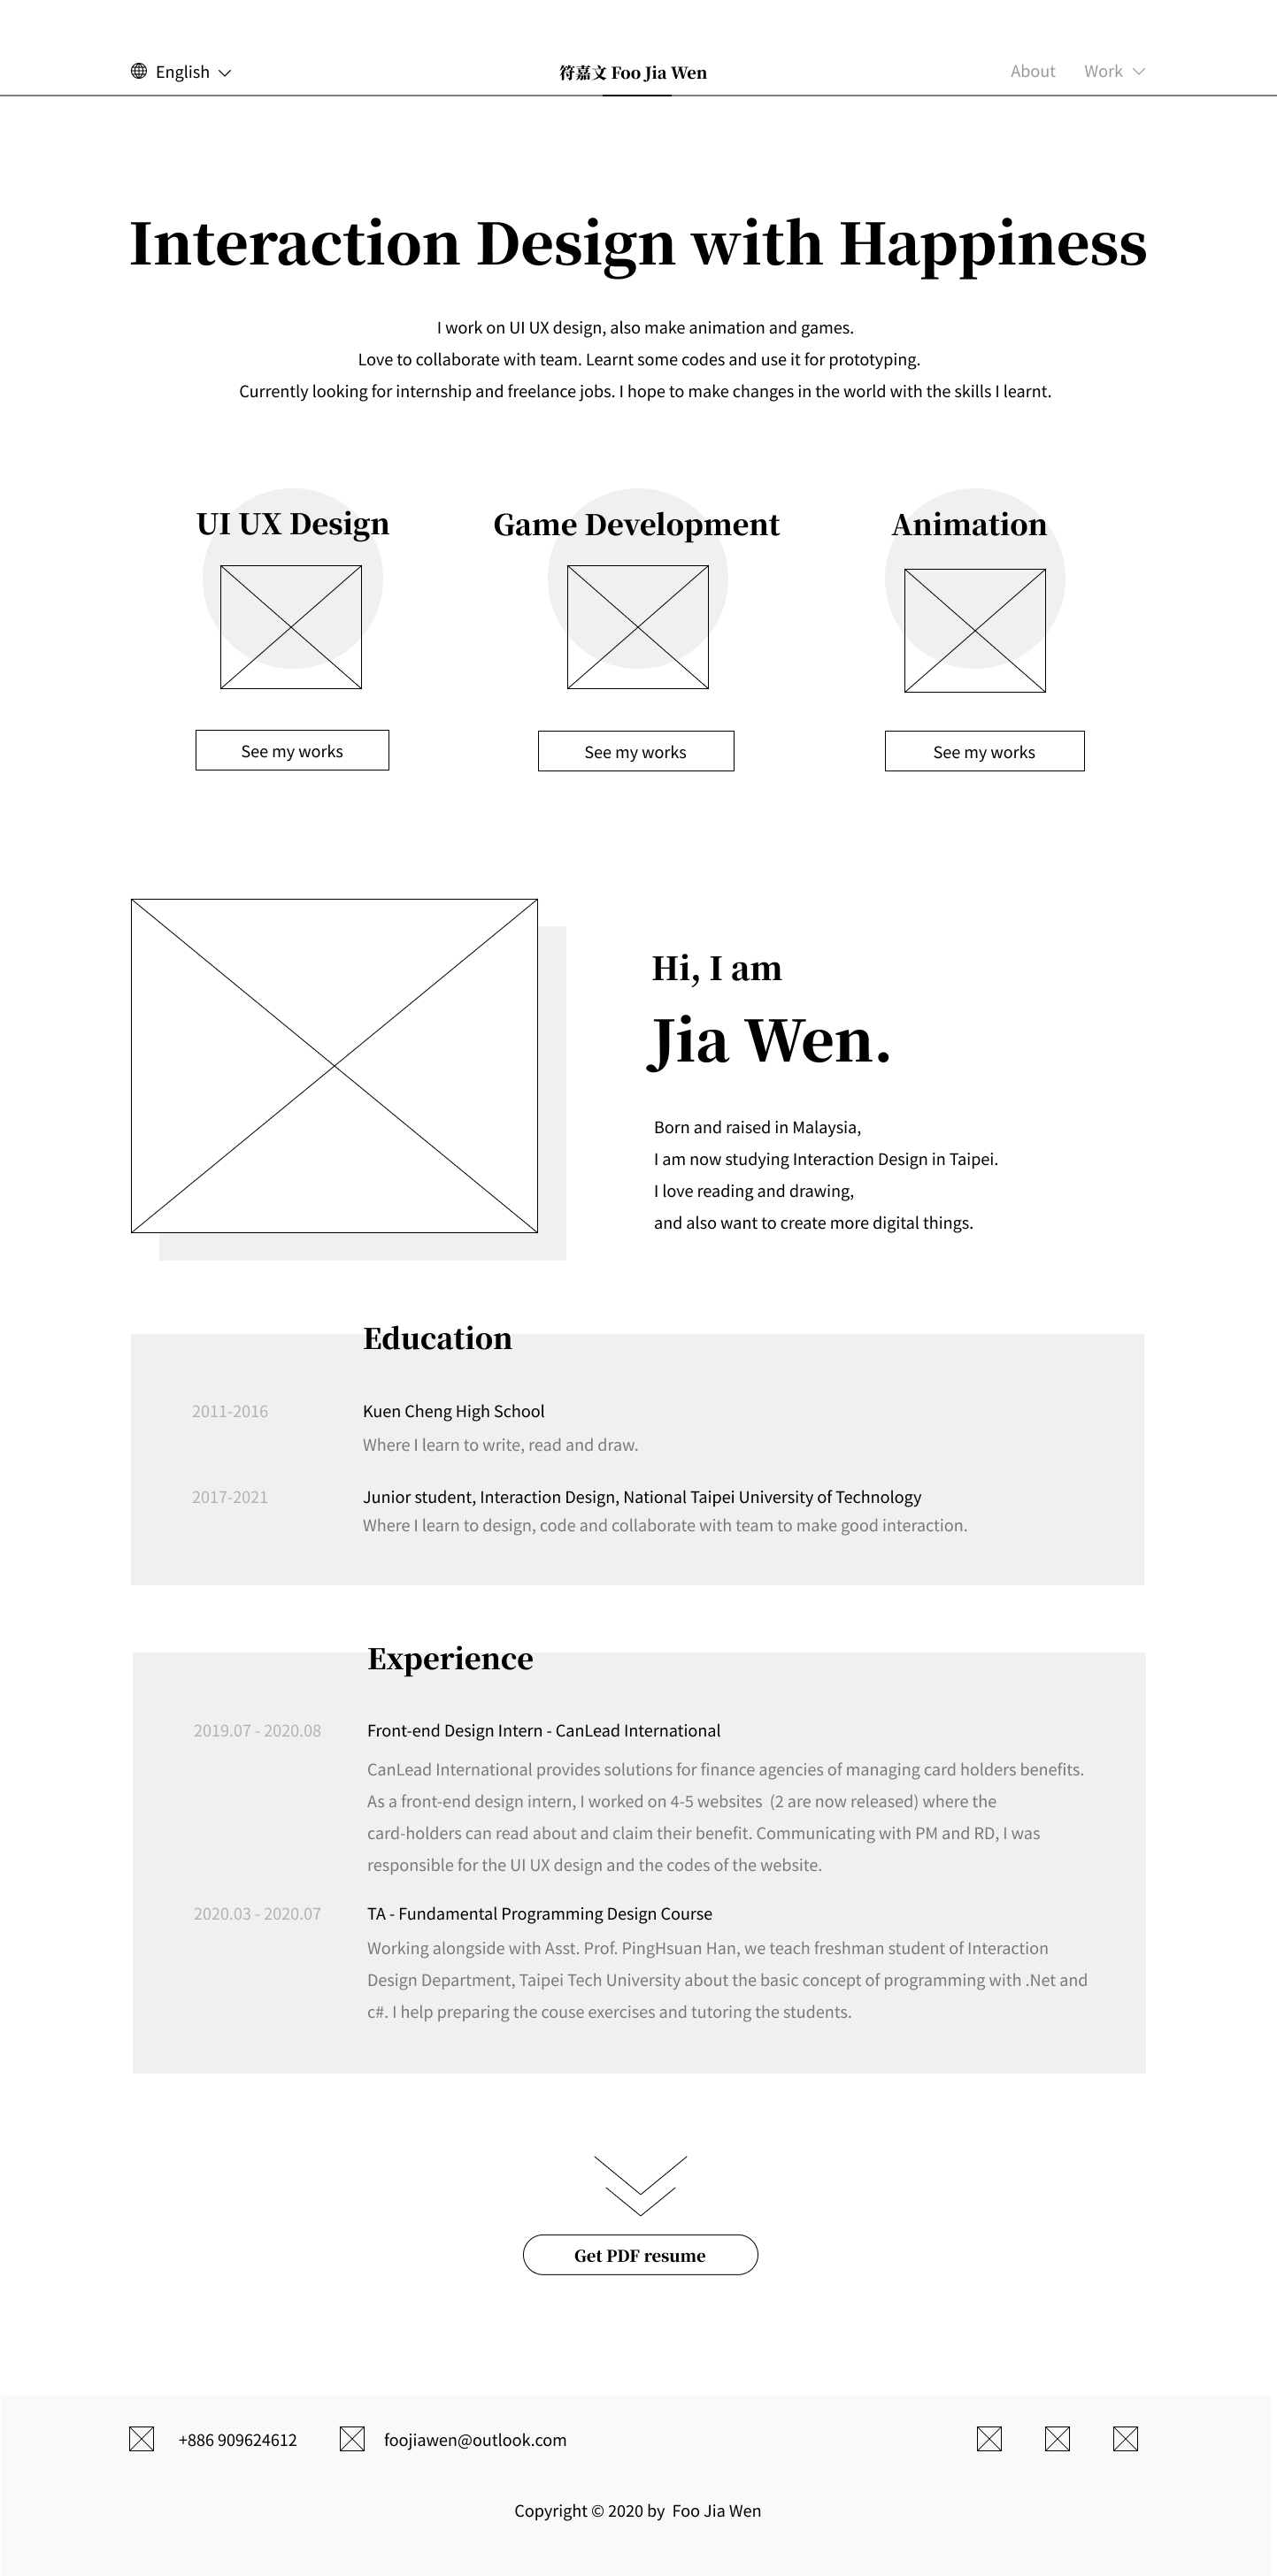 English
符嘉文 Foo Jia Wen
About
Work
Interaction Design with Happiness
I work on UI UX design, also make animation and games.
Love to collaborate with team. Learnt some codes and use it for prototyping.
Currently looking for internship and freelance jobs. I hope to make changes in the world with the skills I learnt.
UI UX Design
Game Development
Animation
See my works
See my works
See my works
Hi, I am
Jia Wen.
Born and raised in Malaysia,
I am now studying Interaction Design in Taipei.
I love reading and drawing,
and also want to create more digital things.
Education
2011-2016
Kuen Cheng High School
Where I learn to write, read and draw.
2017-2021
Junior student, Interaction Design, National Taipei University of Technology
Where I learn to design, code and collaborate with team to make good interaction.
Experience
2019.07 - 2020.08
Front-end Design Intern - CanLead International
CanLead International provides solutions for finance agencies of managing card holders benefits.
As a front-end design intern, I worked on 4-5 websites  (2 are now released) where the
card-holders can read about and claim their benefit. Communicating with PM and RD, I was
responsible for the UI UX design and the codes of the website.
2020.03 - 2020.07
TA - Fundamental Programming Design Course
Working alongside with Asst. Prof. PingHsuan Han, we teach freshman student of Interaction
Design Department, Taipei Tech University about the basic concept of programming with .Net and
c#. I help preparing the couse exercises and tutoring the students.
Get PDF resume
+886 909624612
foojiawen@outlook.com
Copyright © 2020 by  Foo Jia Wen